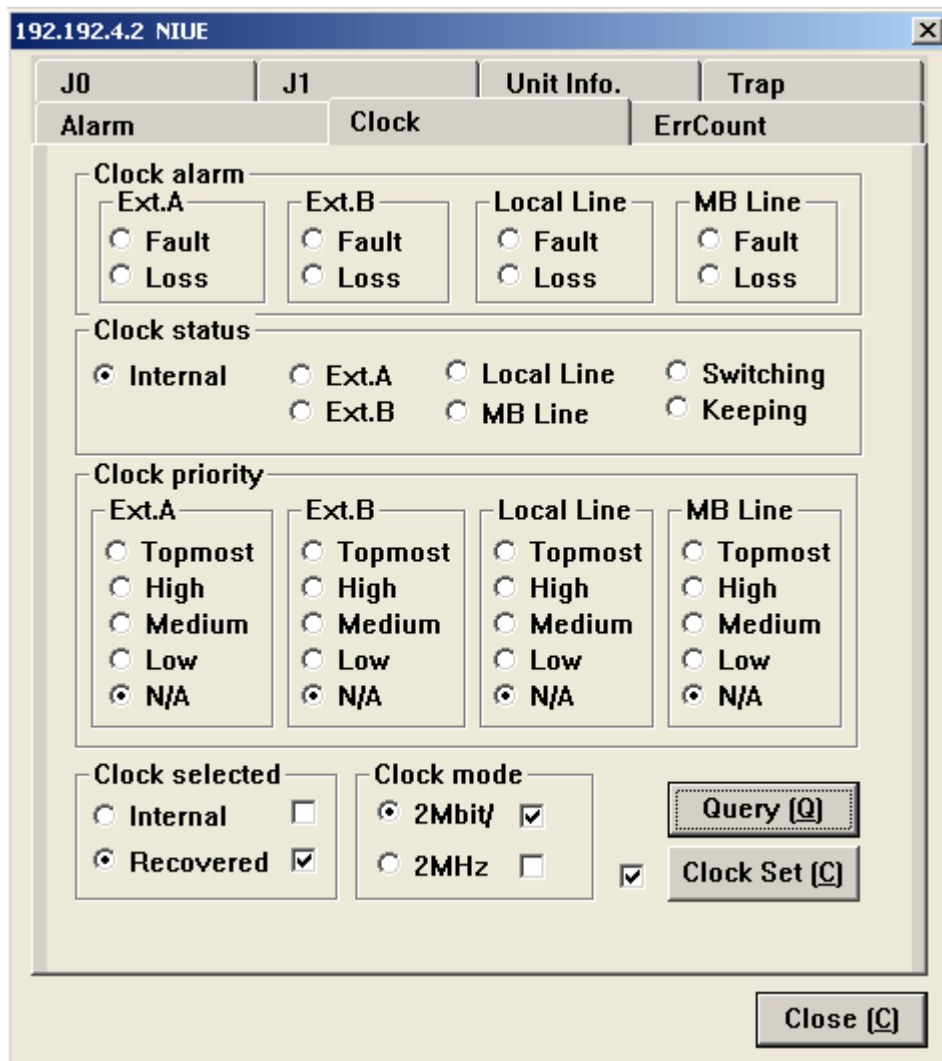 192.192.4.2 NIUE
J0 J1 Unit Info. Trap
Alarm Clock ErrCount
Clock alarm
Ext.A Ext.B Local Line MB Line
Fault Fault Fault Fault
Loss Loss Loss Loss
Clock status
Internal Ext.A Local Line Switching
Ext.B MB Line Keeping
Clock priority
Ext.A Ext.B Local Line MB Line
Topmost Topmost Topmost Topmost
High High High High
Medium Medium Medium Medium
Low Low Low Low
N/A N/A N/A N/A
Clock selected Clock mode
Internal 2Mbit/ Query (Q)
Recovered 2MHz Clock Set (C)
Close (C)